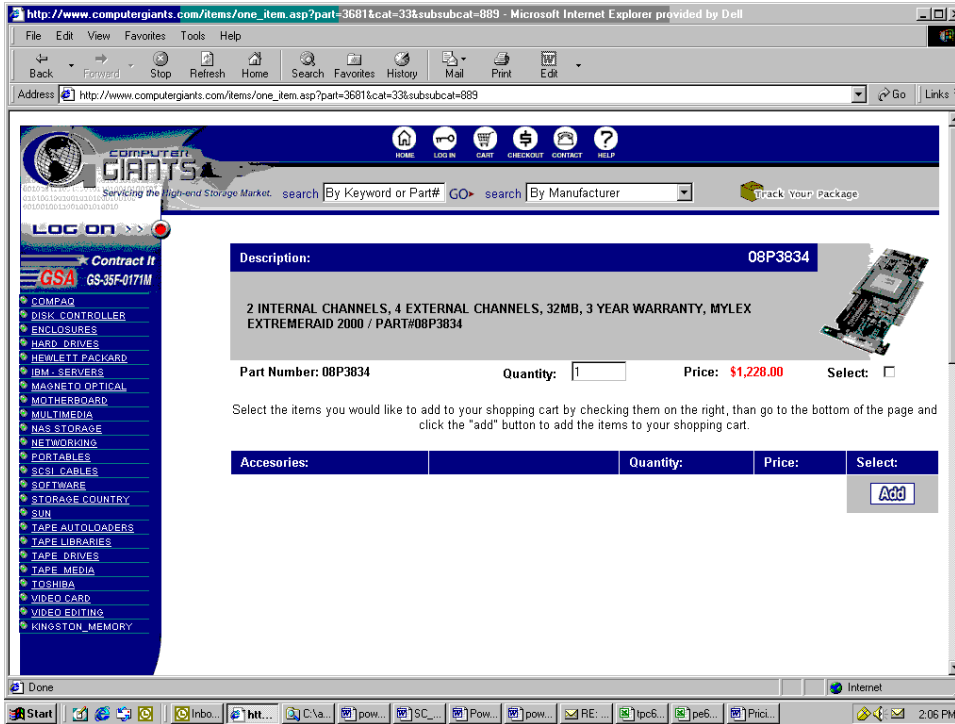 http://www.computergiants.com/items/one_item.asp?part=3681&cat=33&subsubcat=889 - Microsoft Internet Explorer provided by Dell
File Edit View Favorites Tools Help
Back Forward Stop Refresh Home Search Favorites History Mail Print Edit
Address http://www.computergiants.com/items/one_item.asp?part=3681&cat=33&subsubcat=889 Go Links
HOME LOG IN CART CHECKOUT CONTACT HELP
COMPUTER
GIANTS
Servicing the High-end Storage Market. search By Keyword or Part# GO search By Manufacturer Track Your Package
LOG ON >>
Contract It
GSA GS-35F-0171M
COMPAQ
DISK CONTROLLER
ENCLOSURES
HARD DRIVES
HEWLETT PACKARD
IBM - SERVERS
MAGNETO OPTICAL
MOTHERBOARD
MULTIMEDIA
NAS STORAGE
NETWORKING
PORTABLES
SCSI CABLES
SOFTWARE
STORAGE COUNTRY
SUN
TAPE AUTOLOADERS
TAPE LIBRARIES
TAPE DRIVES
TAPE MEDIA
TOSHIBA
VIDEO CARD
VIDEO EDITING
KINGSTON_MEMORY
Description: 08P3834
2 INTERNAL CHANNELS, 4 EXTERNAL CHANNELS, 32MB, 3 YEAR WARRANTY, MYLEX
EXTREMERAID 2000 / PART#08P3834
Part Number: 08P3834 Quantity: 1 Price: $1,228.00 Select:
Select the items you would like to add to your shopping cart by checking them on the right, than go to the bottom of the page and
click the "add" button to add the items to your shopping cart.
Accesories: Quantity: Price: Select:
Add
Done Internet
Start Inbo... htt... C:\a... pow... SC_... Pow... pow... RE: ... tpc6... pe6... Prici... 2:06 PM